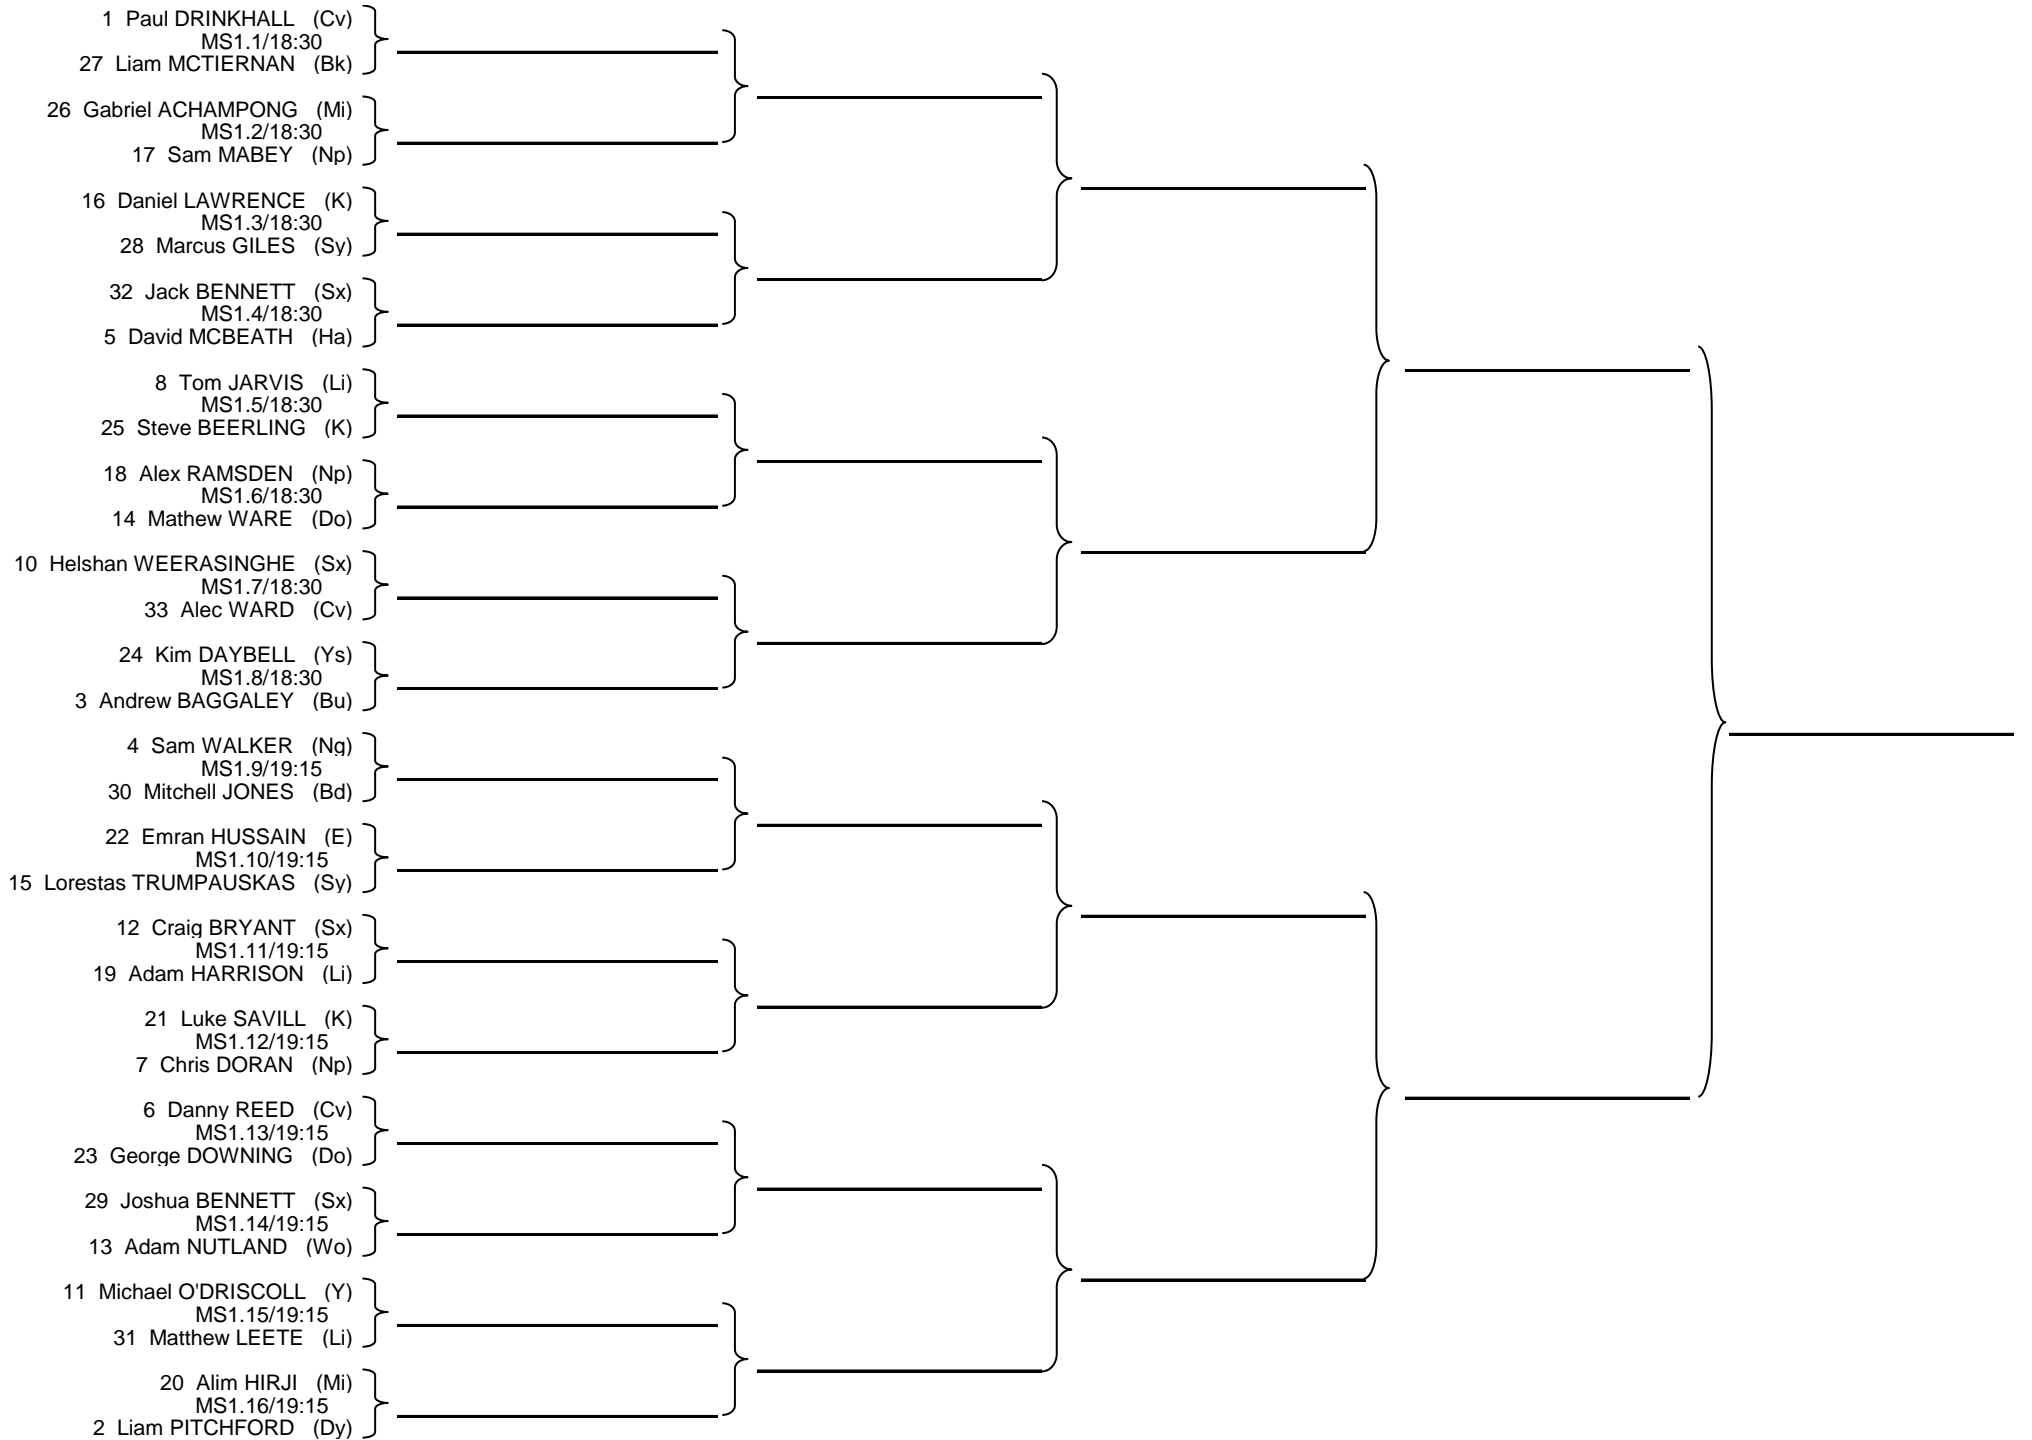 1 Paul DRINKHALL (Cv)
MS1.1/18:30
27 Liam MCTIERNAN (Bk)
26 Gabriel ACHAMPONG (Mi)
MS1.2/18:30
17 Sam MABEY (Np)
16 Daniel LAWRENCE (K)
MS1.3/18:30
28 Marcus GILES (Sy)
32 Jack BENNETT (Sx)
MS1.4/18:30
5 David MCBEATH (Ha)
8 Tom JARVIS (Li)
MS1.5/18:30
25 Steve BEERLING (K)
18 Alex RAMSDEN (Np)
MS1.6/18:30
14 Mathew WARE (Do)
10 Helshan WEERASINGHE (Sx)
MS1.7/18:30
33 Alec WARD (Cv)
24 Kim DAYBELL (Ys)
MS1.8/18:30
3 Andrew BAGGALEY (Bu)
4 Sam WALKER (Ng)
MS1.9/19:15
30 Mitchell JONES (Bd)
22 Emran HUSSAIN (E)
MS1.10/19:15
15 Lorestas TRUMPAUSKAS (Sy)
12 Craig BRYANT (Sx)
MS1.11/19:15
19 Adam HARRISON (Li)
21 Luke SAVILL (K)
MS1.12/19:15
7 Chris DORAN (Np)
6 Danny REED (Cv)
MS1.13/19:15
23 George DOWNING (Do)
29 Joshua BENNETT (Sx)
MS1.14/19:15
13 Adam NUTLAND (Wo)
11 Michael O'DRISCOLL (Y)
MS1.15/19:15
31 Matthew LEETE (Li)
20 Alim HIRJI (Mi)
MS1.16/19:15
2 Liam PITCHFORD (Dy)